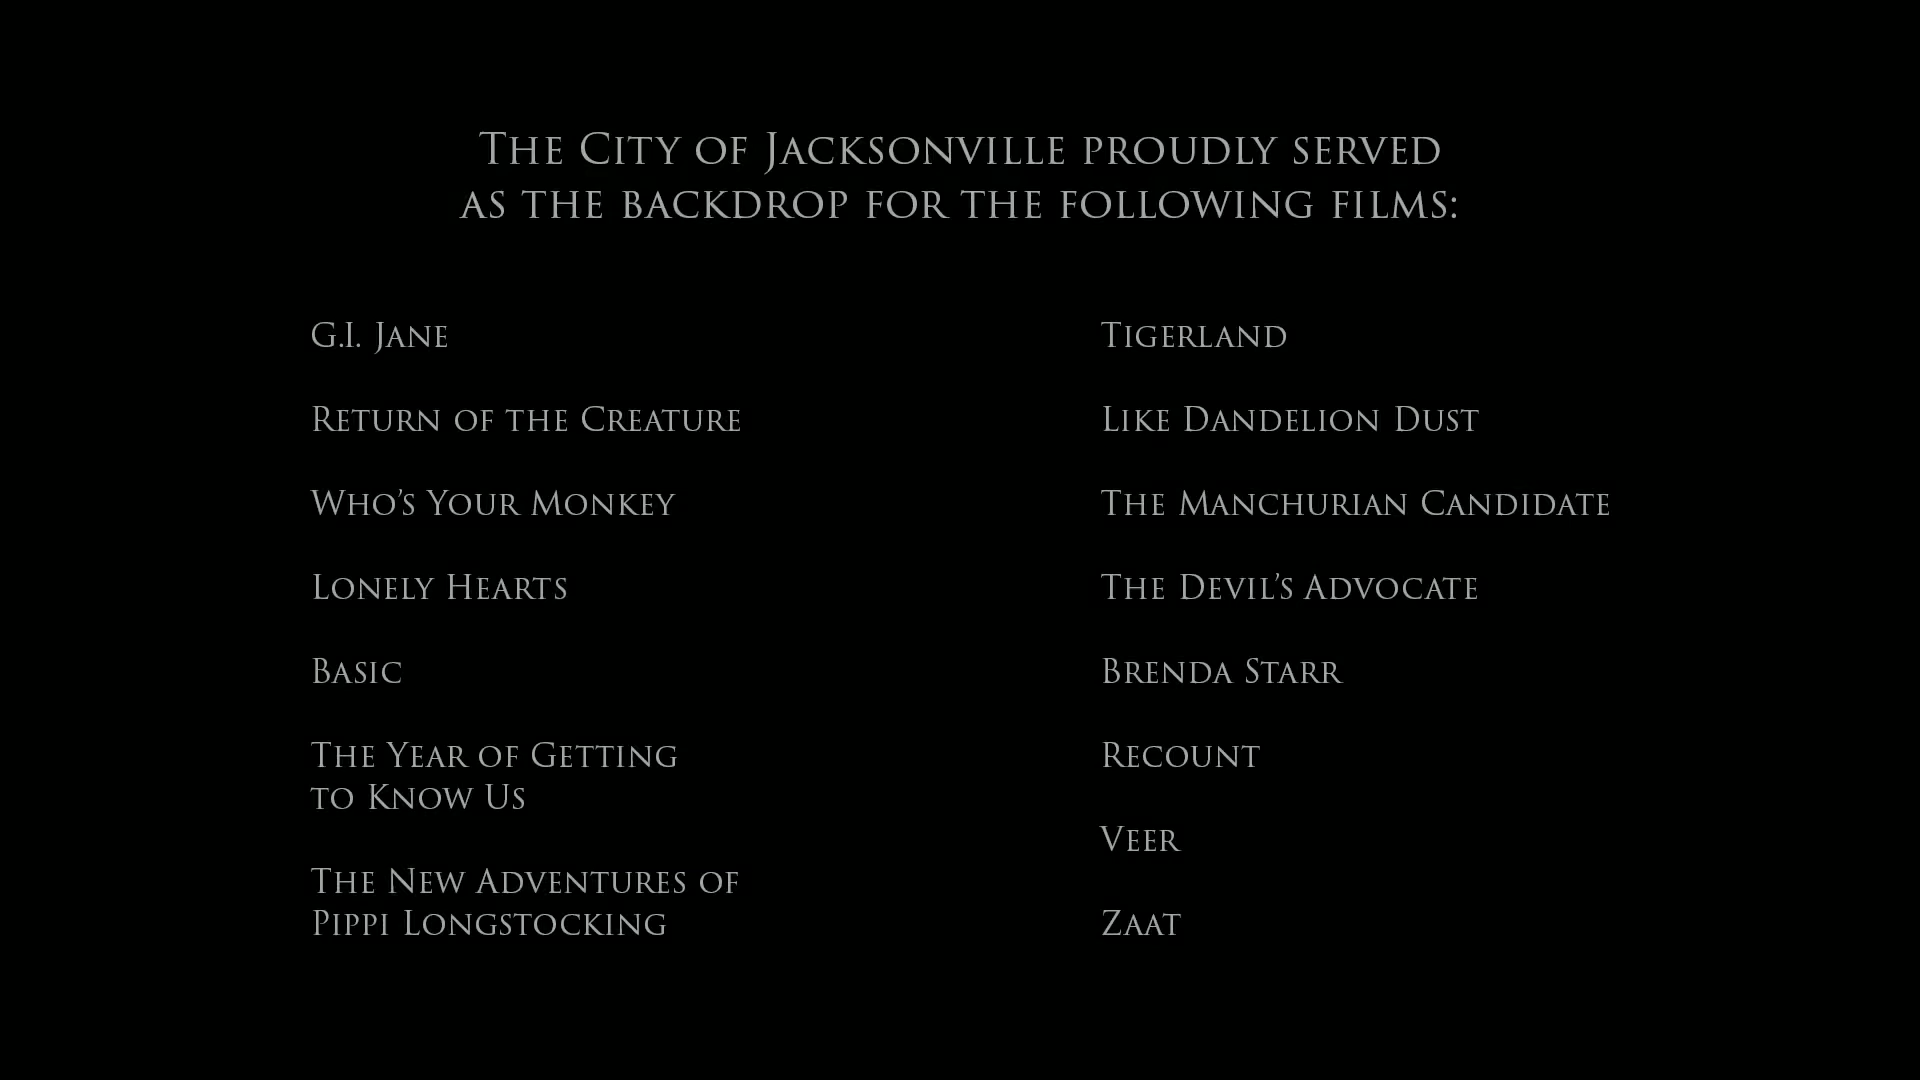 The City of Jacksonville proudly served
as the backdrop for the following films:
G.I. Jane
Return of the Creature
Who’s Your Monkey
Lonely Hearts
Basic
The Year of Getting
to Know Us
The New Adventures of
Pippi Longstocking
Tigerland
Like Dandelion Dust
The Manchurian Candidate
The Devil’s Advocate
Brenda Starr
Recount
Veer
Zaat